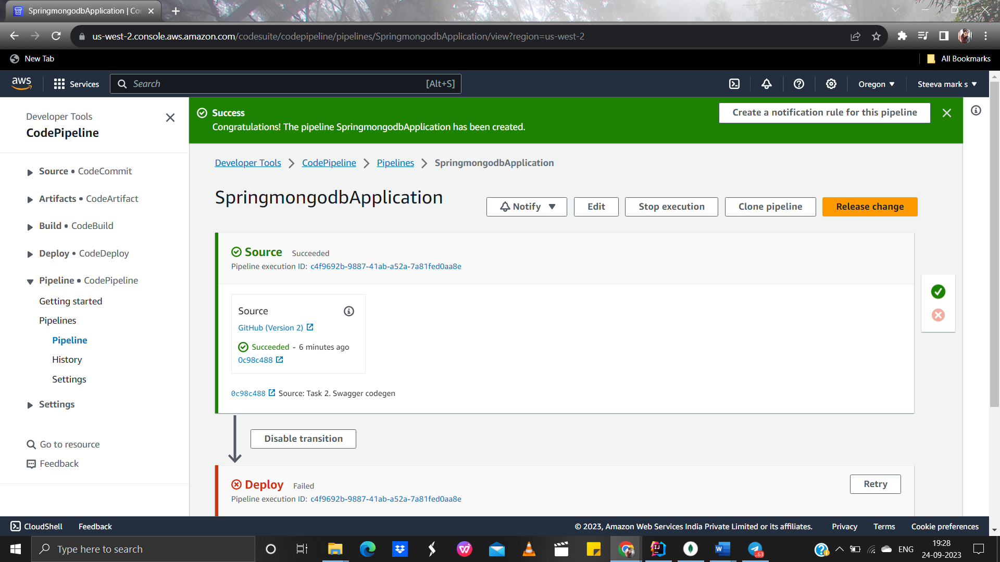 SpringmongodbApplication | Co
us-west-2.console.aws.amazon.com/codesuite/codepipeline/pipelines/SpringmongodbApplication/view?region=us-west-2
New Tab
All Bookmarks
aws
Services
Search
[Alt+S]
Oregon
Steeva mark s
Developer Tools
CodePipeline
Source • CodeCommit
Artifacts • CodeArtifact
Build • CodeBuild
Deploy • CodeDeploy
Pipeline • CodePipeline
Getting started
Pipelines
Pipeline
History
Settings
Settings
Go to resource
Feedback
Success
Congratulations! The pipeline SpringmongodbApplication has been created.
Create a notification rule for this pipeline
Developer Tools
CodePipeline
Pipelines
SpringmongodbApplication
SpringmongodbApplication
Notify
Edit
Stop execution
Clone pipeline
Release change
Source Succeeded
Pipeline execution ID: c4f9692b-9887-41ab-a52a-7a81fed0aa8e
Source
GitHub (Version 2)
Succeeded - 6 minutes ago
0c98c488
0c98c488 Source: Task 2. Swagger codegen
Disable transition
Deploy Failed
Retry
Pipeline execution ID: c4f9692b-9887-41ab-a52a-7a81fed0aa8e
CloudShell
Feedback
© 2023, Amazon Web Services India Private Limited or its affiliates.
Privacy
Terms
Cookie preferences
Type here to search
IJ
W
63
ENG
19:28
24-09-2023